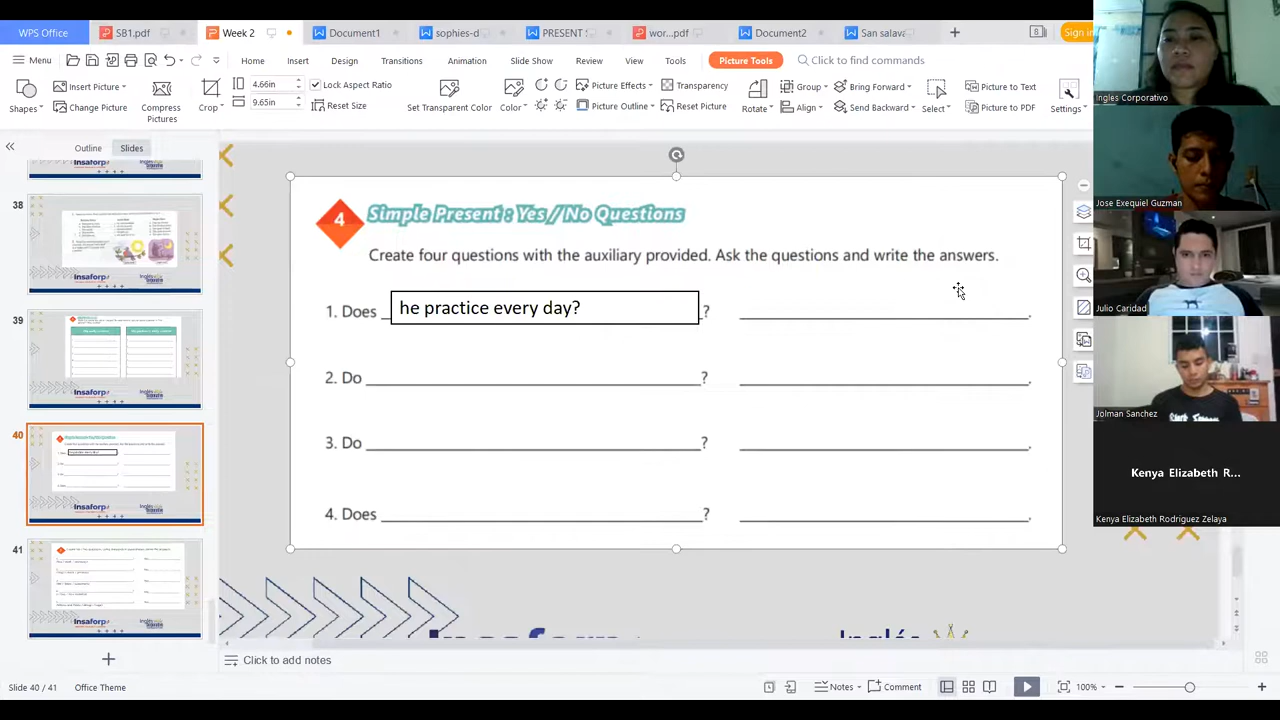 WPS Office
SB1.pdf
Week 2
Document1
sophies-d
PRESENT S
wor...pdf
Document2
San salava
8
Sign in
Menu
Home
Insert
Design
Transitions
Animation
Slide Show
Review
View
Tools
Picture Tools
Click to find commands
Shapes
Insert Picture
Change Picture
Compress Pictures
Crop
4.66in
9.65in
Lock Aspect Ratio
Reset Size
Set Transparent Color
Color
Picture Effects
Picture Outline
Transparency
Reset Picture
Rotate
Group
Align
Bring Forward
Send Backward
Select
Picture to Text
Picture to PDF
Settings
Outline
Slides
38
39
40
41
Insaforp
4
Simple Present : Yes / No Questions
Create four questions with the auxiliary provided. Ask the questions and write the answers.
1. Does he practice every day? ? .
2. Do ? .
3. Do ? .
4. Does ? .
Insaforp
Inglés
Click to add notes
Slide 40 / 41
Office Theme
Notes
Comment
100%
Ingles Corporativo
Jose Exequiel Guzman
Julio Caridad
Jolman Sanchez
Kenya Elizabeth R...
Kenya Elizabeth Rodriguez Zelaya